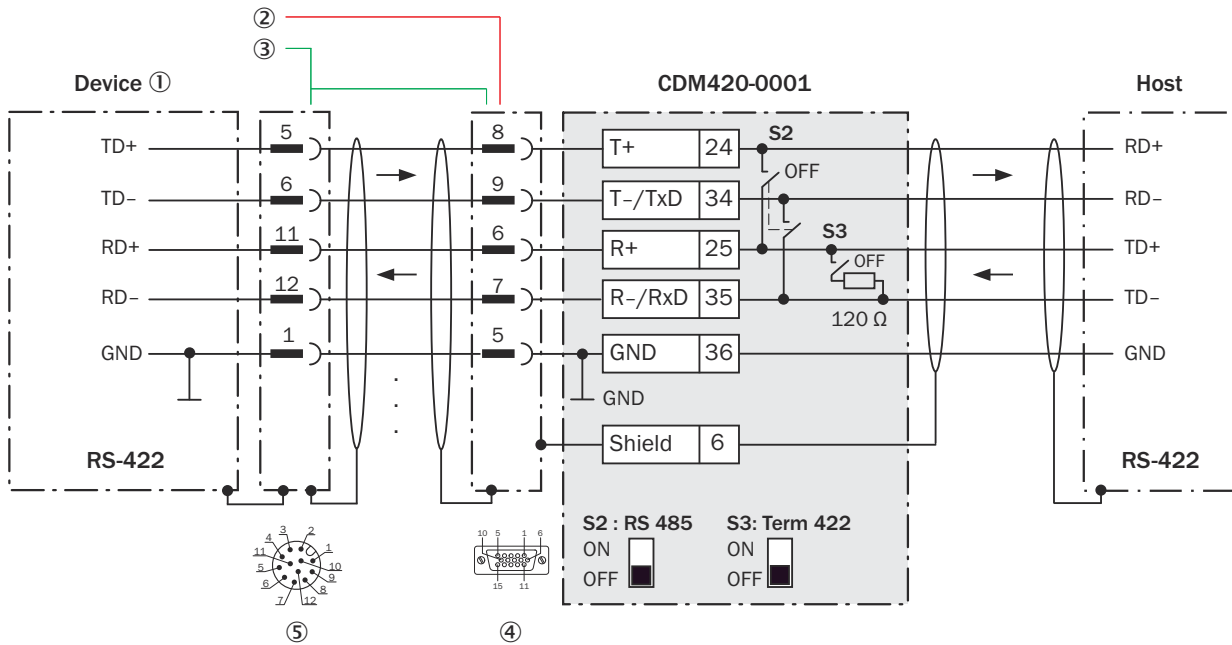 ②
③
Device ①
CDM420-0001
Host
TD+ 5 8 T+ 24 S2 RD+
OFF
TD– 6 9 T–/TxD 34 RD–
RD+ 11 6 R+ 25 S3 TD+
OFF
RD– 12 7 R–/RxD 35 TD–
120 Ω
GND 1 5 GND 36 GND
GND
Shield 6
RS-422
RS-422
S2 : RS 485
ON
OFF
S3: Term 422
ON
OFF
3 2
4 1
11 10
5 9
6 8
7 12
10 5 1 6
15 11
⑤
④